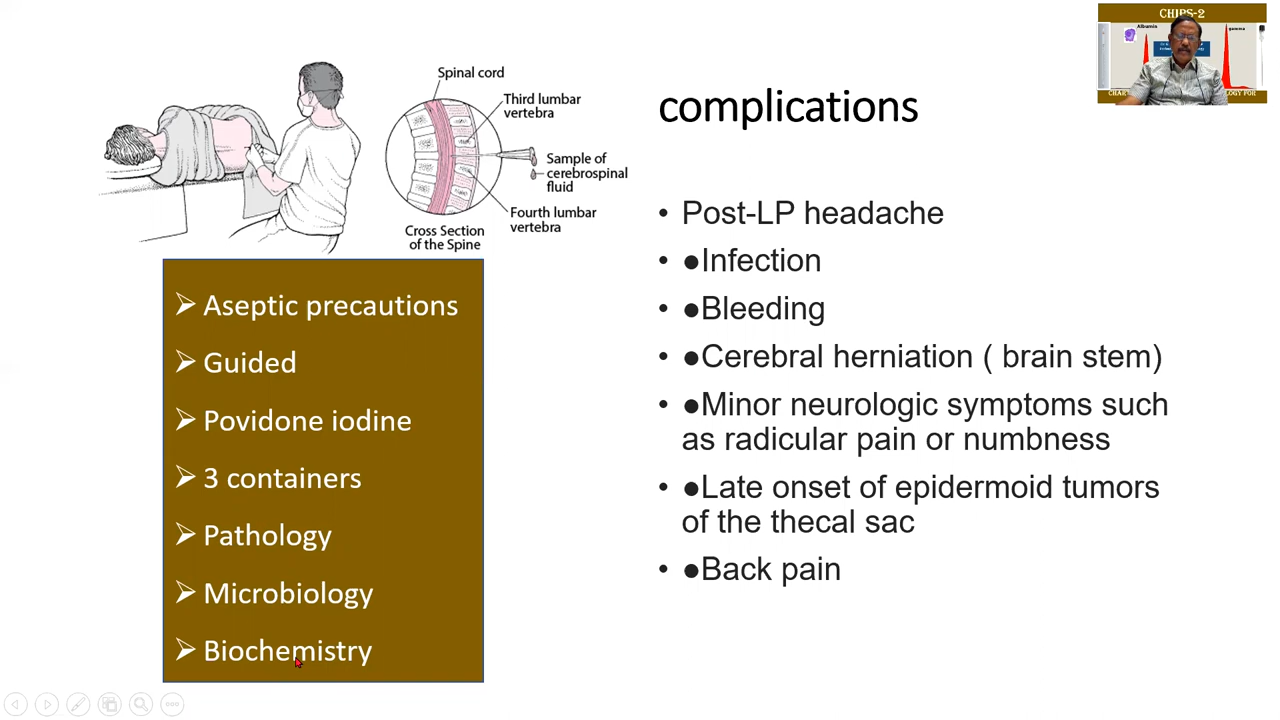 CHIPS-2
Albumin
gamma
Spinal cord
Third lumbar
vertebra
Sample of
cerebrospinal
fluid
Fourth lumbar
vertebra
Cross Section
of the Spine
complications
• Post-LP headache
• ●Infection
• ●Bleeding
• ●Cerebral herniation ( brain stem)
• ●Minor neurologic symptoms such
as radicular pain or numbness
• ●Late onset of epidermoid tumors
of the thecal sac
• ●Back pain
➢ Aseptic precautions
➢ Guided
➢ Povidone iodine
➢ 3 containers
➢ Pathology
➢ Microbiology
➢ Biochemistry